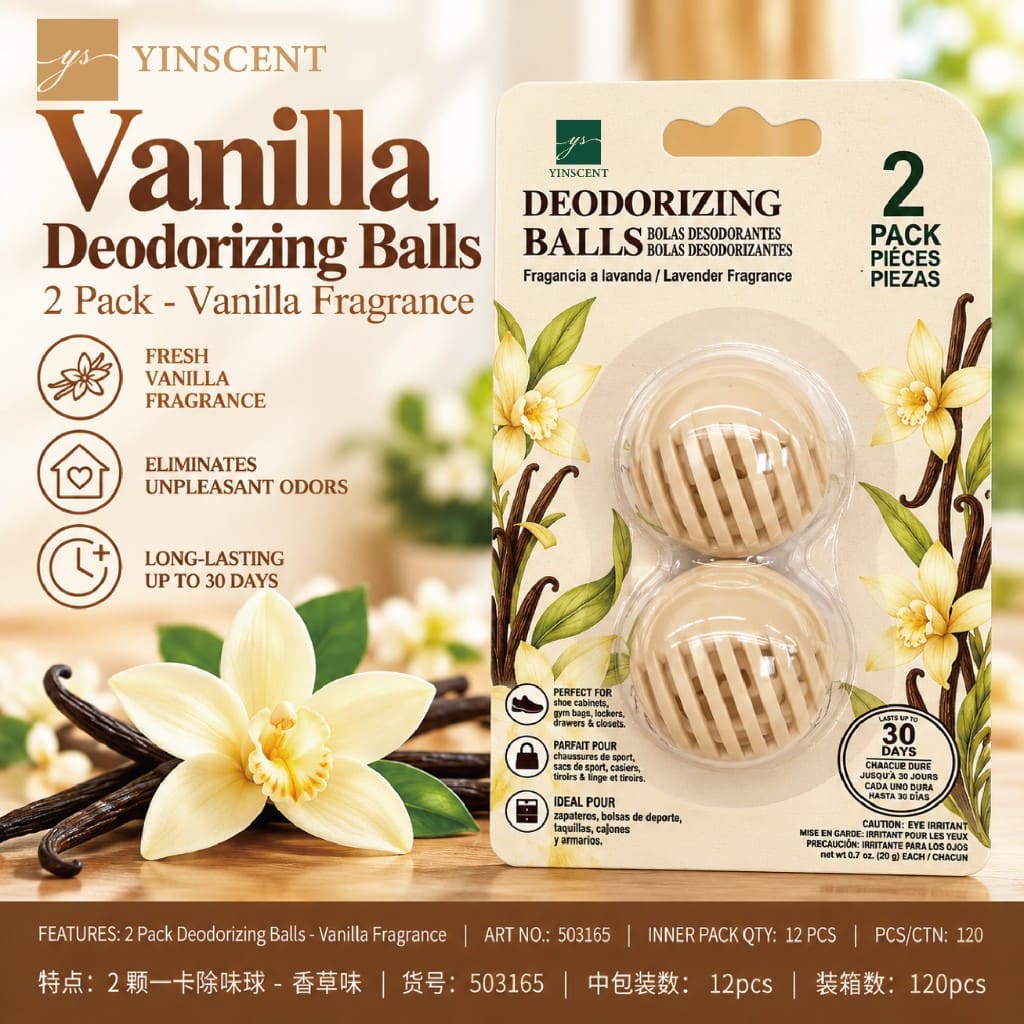 ys YINSCENT
Vanilla
Deodorizing Balls
2 Pack - Vanilla Fragrance
FRESH
VANILLA
FRAGRANCE
ELIMINATES
UNPLEASANT ODORS
LONG-LASTING
UP TO 30 DAYS
ys
YINSCENT
DEODORIZING
BALLS
BOLAS DESODORANTES
BOLAS DESODORIZANTES
Fragancia a lavanda / Lavender Fragrance
2
PACK
PIÉCES
PIEZAS
PERFECT FOR
shoe cabinets,
gym bags, lockers,
drawers & closets.
PARFAIT POUR
chaussures de sport,
sacs de sport, casiers,
tiroirs & linge et tiroirs.
IDEAL POUR
zapateros, bolsas de deporte,
taquillas, cajones
y armarios.
LASTS UP TO
30
DAYS
CHAACUƎ DURE
JUSQU'À 30 JOURS
CADA UNO DURA
HASTA 30 DÍAS
CAUTION: EYE IRRITANT
MISE EN GARDE: IRRITANT POUR LES YEUX
PRECAUCIÓN: IRRITANTE PARA LOS OJOS
net wt 0.7 oz. (20 g) EACH / CHACUN
FEATURES: 2 Pack Deodorizing Balls - Vanilla Fragrance | ART NO.: 503165 | INNER PACK QTY: 12 PCS | PCS/CTN: 120
特点：2 颗一卡除味球 - 香草味 | 货号：503165 | 中包装数： 12pcs | 装箱数：120pcs